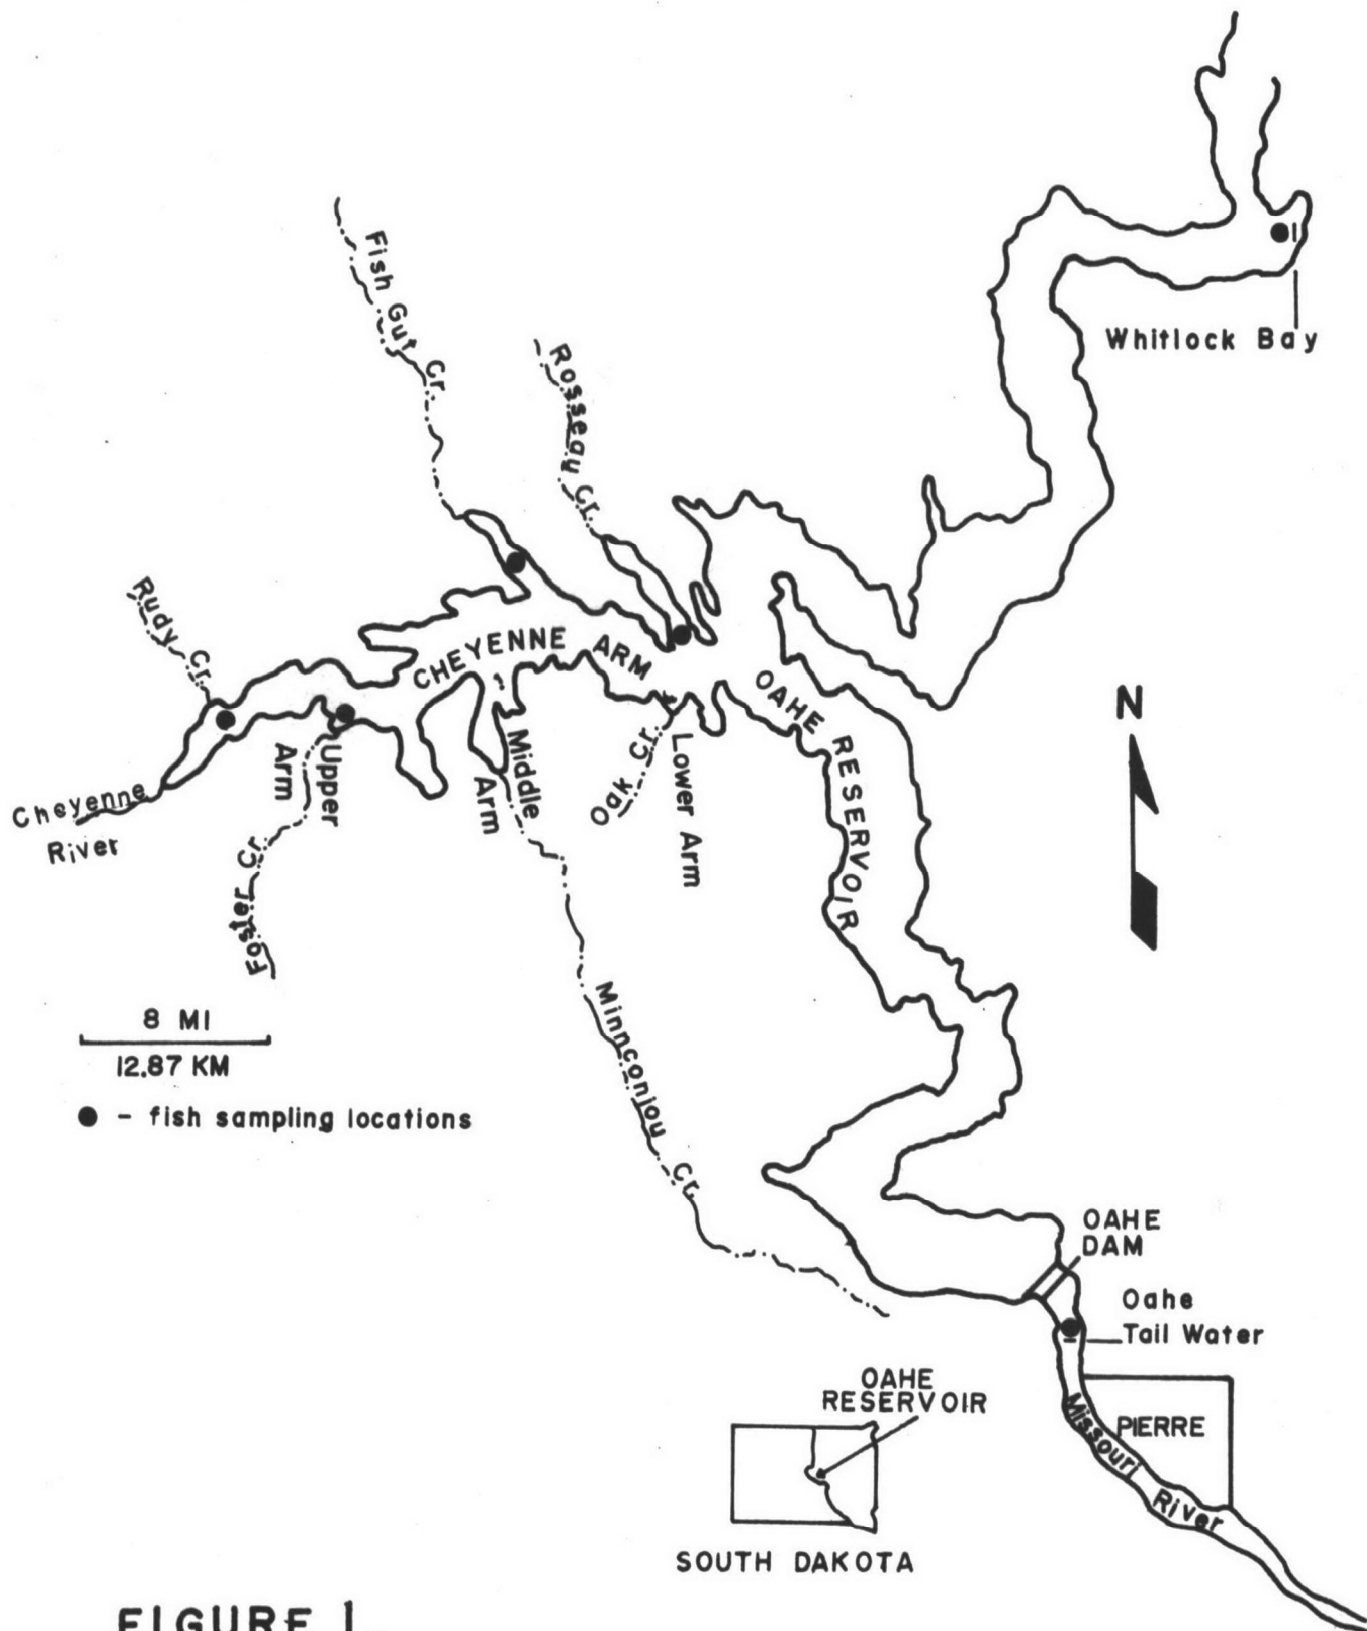 Whitlock Bay
Fish Gut Cr.
Rosseau Cr.
Rudy Cr.
CHEYENNE ARM
OAHE RESERVOIR
N
Upper
Arm
Middle
Arm
Oak Cr.
Lower Arm
Cheyenne
River
Foster Cr.
8 MI
12.87 KM
● - fish sampling locations
Minnconjou Cr.
OAHE
DAM
Oahe
Tail Water
OAHE
RESERVOIR
PIERRE
Missouri River
SOUTH DAKOTA
FIGURE 1.